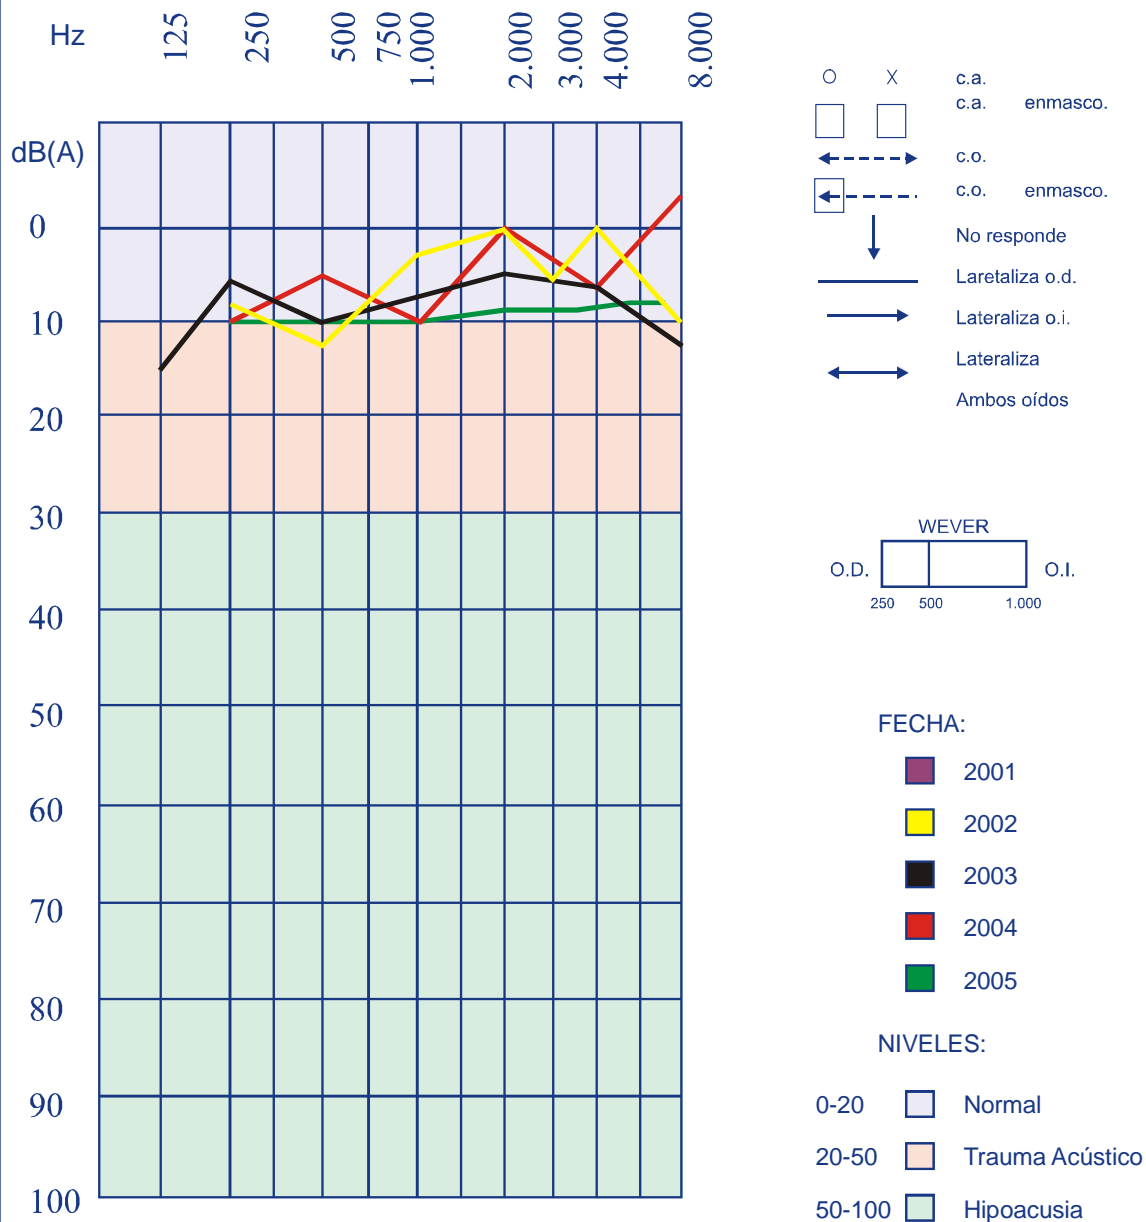 Hz 125 250 500 750 1.000 2.000 3.000 4.000 8.000
dB(A)
0
10
20
30
40
50
60
70
80
90
100
O X c.a.
c.a. enmasco.
c.o.
c.o. enmasco.
No responde
Laretaliza o.d.
Lateraliza o.i.
Lateraliza
Ambos oídos
WEVER
O.D. O.I.
250 500 1.000
FECHA:
2001
2002
2003
2004
2005
NIVELES:
0-20 Normal
20-50 Trauma Acústico
50-100 Hipoacusia